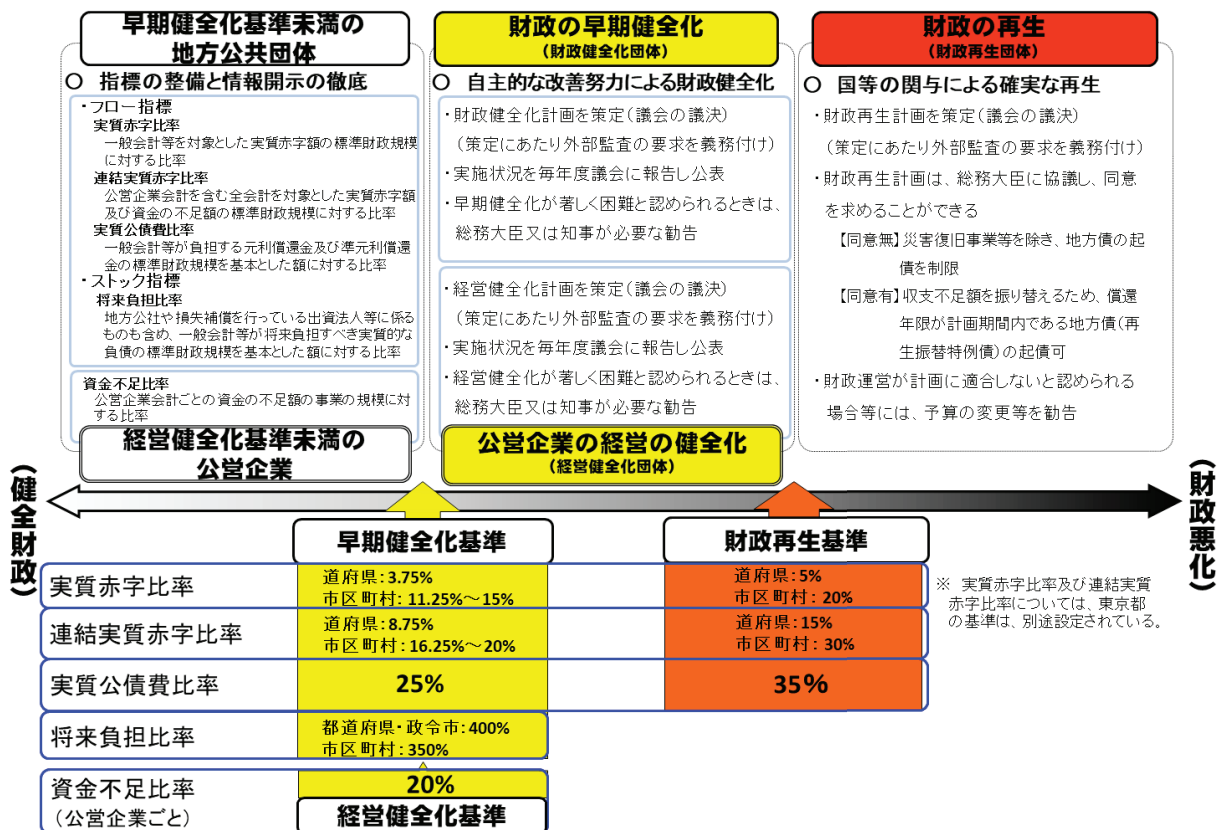 早期健全化基準未満の
地方公共団体
○ 指標の整備と情報開示の徹底
・フロー指標
実質赤字比率
一般会計等を対象とした実質赤字額の標準財政規模
に対する比率
連結実質赤字比率
公営企業会計を含む全会計を対象とした実質赤字額
及び資金の不足額の標準財政規模に対する比率
実質公債費比率
一般会計等が負担する元利償還金及び準元利償還
金の標準財政規模を基本とした額に対する比率
・ストック指標
将来負担比率
地方公社や損失補償を行っている出資法人等に係る
ものも含め、一般会計等が将来負担すべき実質的な
負債の標準財政規模を基本とした額に対する比率
資金不足比率
公営企業会計ごとの資金の不足額の事業の規模に対
する比率
経営健全化基準未満の
公営企業
財政の早期健全化
(財政健全化団体)
○ 自主的な改善努力による財政健全化
・財政健全化計画を策定(議会の議決)
(策定にあたり外部監査の要求を義務付け)
・実施状況を毎年度議会に報告し公表
・早期健全化が著しく困難と認められるときは、
総務大臣又は知事が必要な勧告
・経営健全化計画を策定(議会の議決)
(策定にあたり外部監査の要求を義務付け)
・実施状況を毎年度議会に報告し公表
・経営健全化が著しく困難と認められるときは、
総務大臣又は知事が必要な勧告
公営企業の経営の健全化
(経営健全化団体)
財政の再生
(財政再生団体)
○ 国等の関与による確実な再生
・財政再生計画を策定(議会の議決)
(策定にあたり外部監査の要求を義務付け)
・財政再生計画は、総務大臣に協議し、同意
を求めることができる
【同意無】災害復旧事業等を除き、地方債の起
債を制限
【同意有】収支不足額を振り替えるため、償還
年限が計画期間内である地方債(再
生振替特例債)の起債可
・財政運営が計画に適合しないと認められる
場合等には、予算の変更等を勧告
(健全財政)
(財政悪化)
早期健全化基準
財政再生基準
実質赤字比率
道府県:3.75%
市区町村:11.25%~15%
道府県:5%
市区町村:20%
連結実質赤字比率
道府県:8.75%
市区町村:16.25%~20%
道府県:15%
市区町村:30%
実質公債費比率
25%
35%
将来負担比率
都道府県・政令市:400%
市区町村:350%
資金不足比率
(公営企業ごと)
20%
経営健全化基準
※ 実質赤字比率及び連結実質
赤字比率については、東京都
の基準は、別途設定されている。